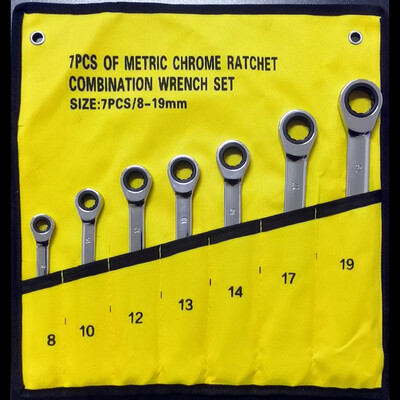 7PCS OF METRIC CHROME RATCHET
COMBINATION WRENCH SET
SIZE:7PCS/8-19mm
8
10
12
13
14
17
19